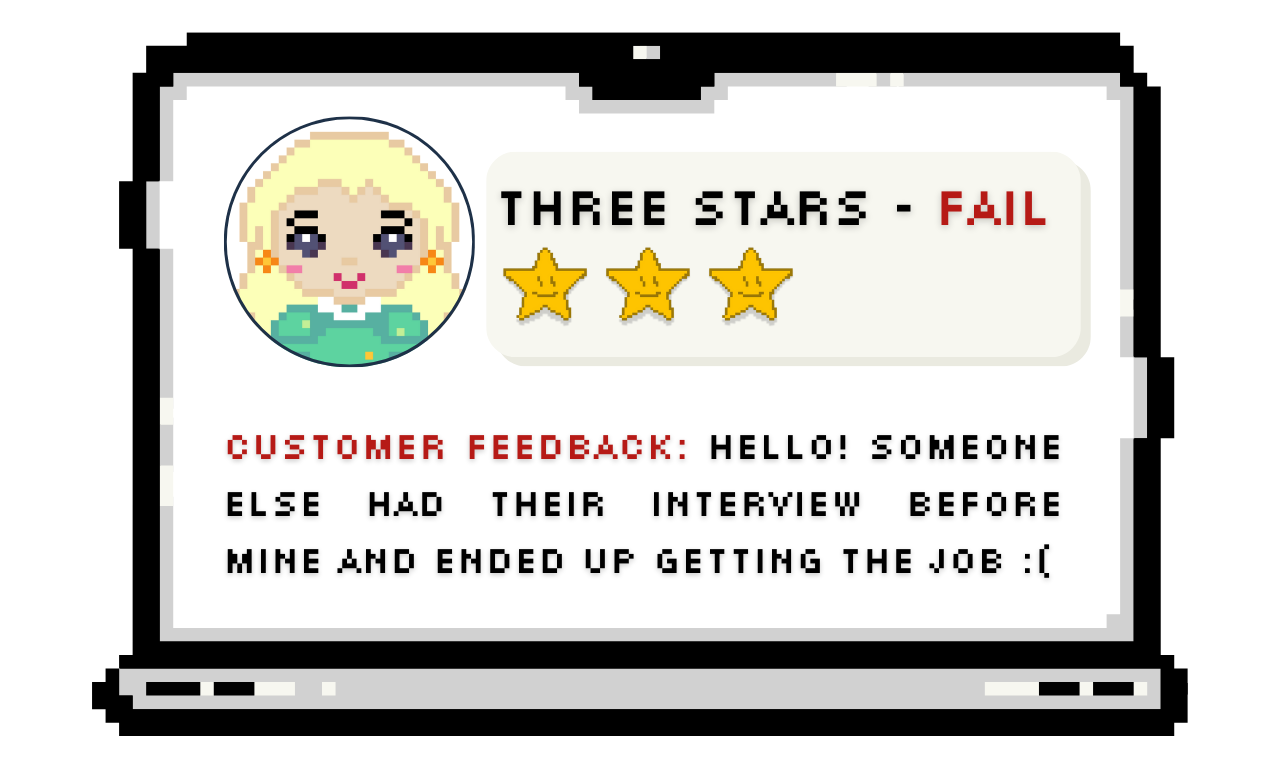 THREE STARS - FAIL
CUSTOMER FEEDBACK: HELLO! SOMEONE
ELSE HAD THEIR INTERVIEW BEFORE
MINE AND ENDED UP GETTING THE JOB :(